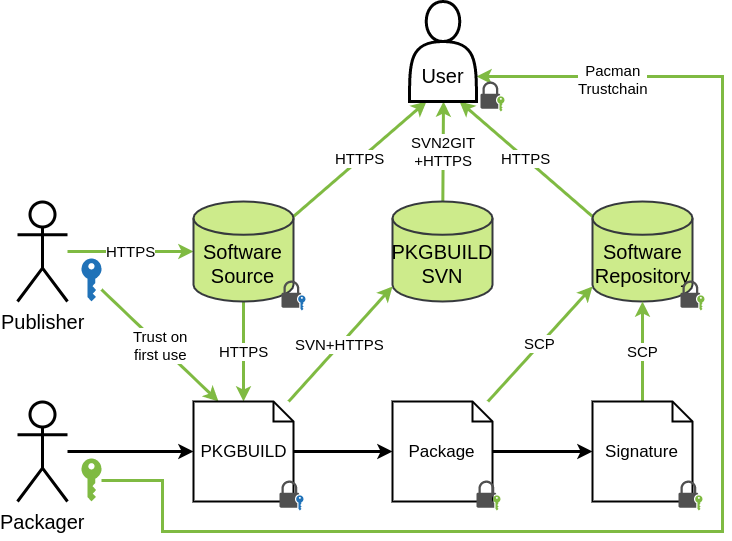 User
Pacman
Trustchain
SVN2GIT
+HTTPS
HTTPS
HTTPS
HTTPS
Software
Source
PKGBUILD
SVN
Software
Repository
Publisher
Trust on
first use
HTTPS
SVN+HTTPS
SCP
SCP
PKGBUILD
Package
Signature
Packager